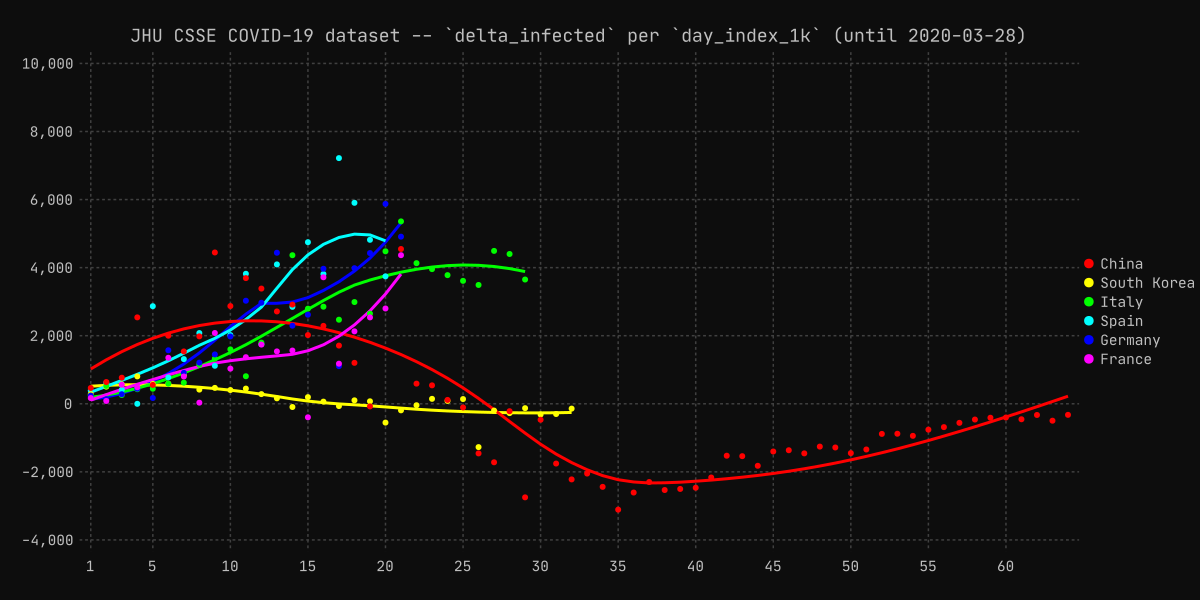 JHU CSSE COVID-19 dataset -- `delta_infected` per `day_index_1k` (until 2020-03-28)
10,000
8,000
6,000
4,000
2,000
0
−2,000
−4,000
1 5 10 15 20 25 30 35 40 45 50 55 60
China
South Korea
Italy
Spain
Germany
France